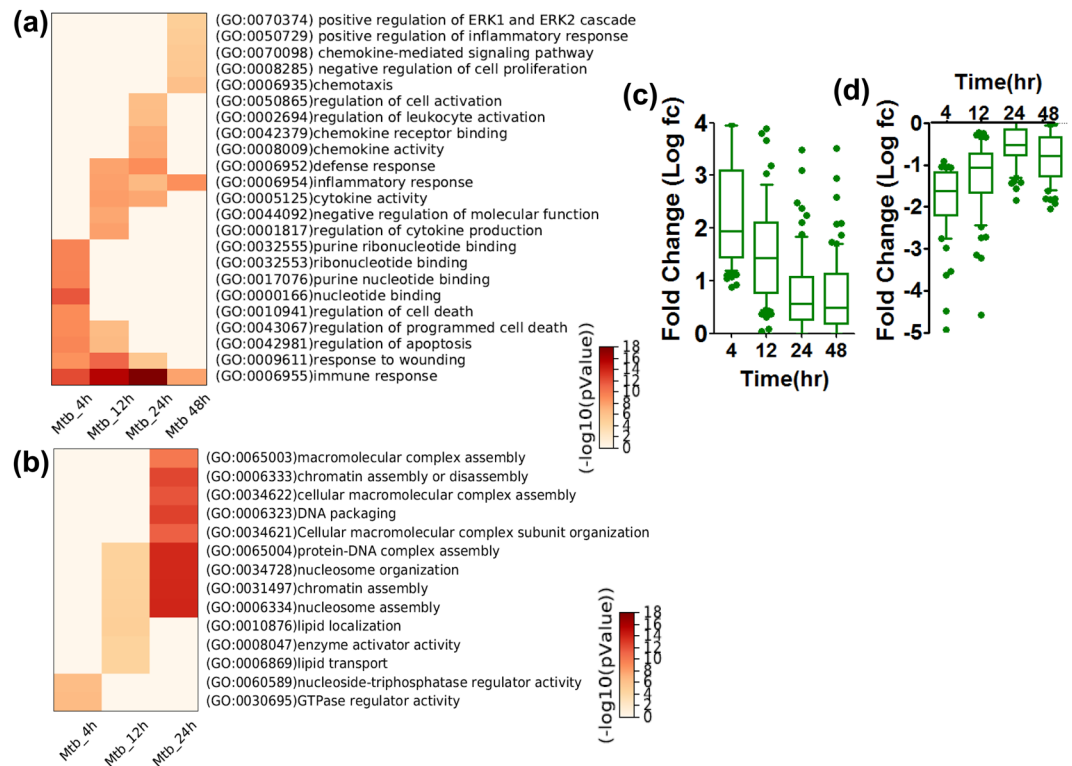 (a)
(GO:0070374) positive regulation of ERK1 and ERK2 cascade
(GO:0050729) positive regulation of inflammatory response
(GO:0070098) chemokine-mediated signaling pathway
(GO:0008285) negative regulation of cell proliferation
(GO:0006935)chemotaxis
(GO:0050865)regulation of cell activation
(GO:0002694)regulation of leukocyte activation
(GO:0042379)chemokine receptor binding
(GO:0008009)chemokine activity
(GO:0006952)defense response
(GO:0006954)inflammatory response
(GO:0005125)cytokine activity
(GO:0044092)negative regulation of molecular function
(GO:0001817)regulation of cytokine production
(GO:0032555)purine ribonucleotide binding
(GO:0032553)ribonucleotide binding
(GO:0017076)purine nucleotide binding
(GO:0000166)nucleotide binding
(GO:0010941)regulation of cell death
(GO:0043067)regulation of programmed cell death
(GO:0042981)regulation of apoptosis
(GO:0009611)response to wounding
(GO:0006955)immune response
Mtb_4h
Mtb_12h
Mtb_24h
Mtb 48h
(-log10(pValue))
18
16
14
12
10
8
6
4
2
0
(b)
(GO:0065003)macromolecular complex assembly
(GO:0006333)chromatin assembly or disassembly
(GO:0034622)cellular macromolecular complex assembly
(GO:0006323)DNA packaging
(GO:0034621)Cellular macromolecular complex subunit organization
(GO:0065004)protein-DNA complex assembly
(GO:0034728)nucleosome organization
(GO:0031497)chromatin assembly
(GO:0006334)nucleosome assembly
(GO:0010876)lipid localization
(GO:0008047)enzyme activator activity
(GO:0006869)lipid transport
(GO:0060589)nucleoside-triphosphatase regulator activity
(GO:0030695)GTPase regulator activity
Mtb_4h
Mtb_12h
Mtb_24h
(-log10(pValue))
18
16
14
12
10
8
6
4
2
0
(c)
Fold Change (Log fc)
4
3
2
1
0
4 12 24 48
Time(hr)
(d)
Time(hr)
4 12 24 48
Fold Change (Log fc)
0
-1
-2
-3
-4
-5